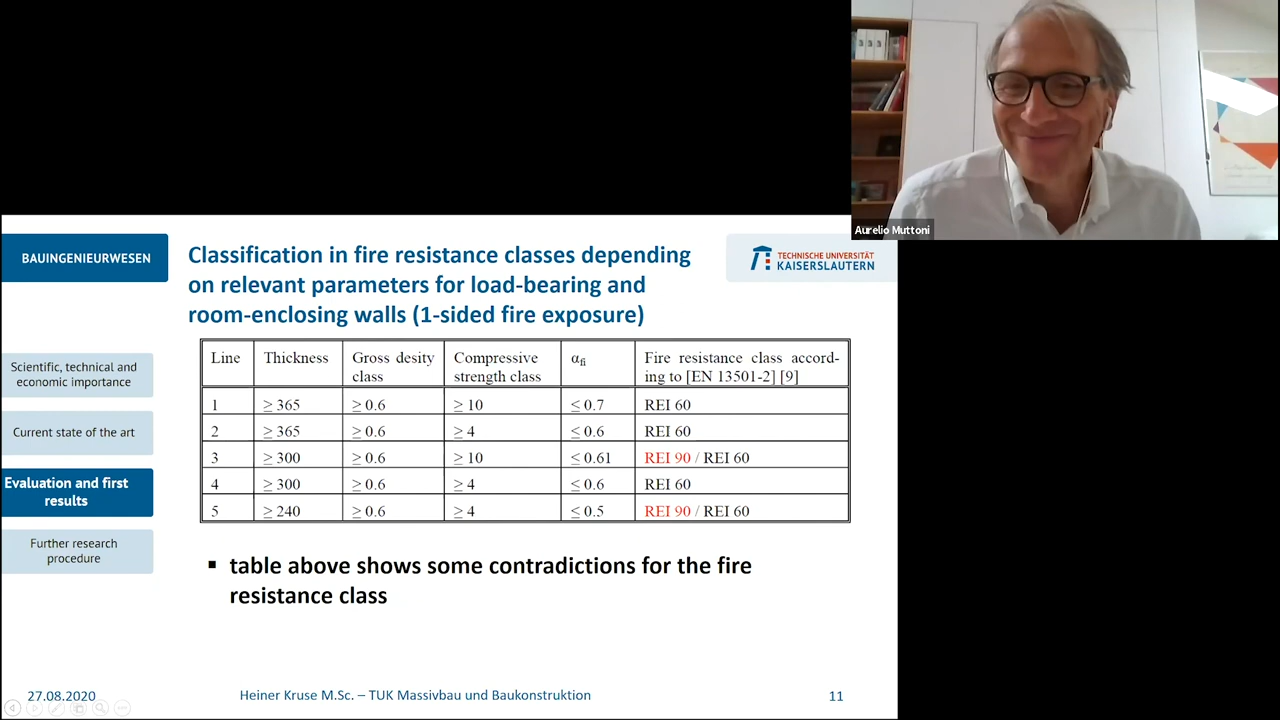 Aurelio Muttoni
BAUINGENIEURWESEN
Classification in fire resistance classes depending
on relevant parameters for load-bearing and
room-enclosing walls (1-sided fire exposure)
TECHNISCHE UNIVERSITÄT
KAISERSLAUTERN
Scientific, technical and
economic importance
Current state of the art
Evaluation and first
results
Further research
procedure
Line Thickness Gross desity class Compressive strength class αfi Fire resistance class accord-
ing to [EN 13501-2] [9]
1 ≥ 365 ≥ 0.6 ≥ 10 ≤ 0.7 REI 60
2 ≥ 365 ≥ 0.6 ≥ 4 ≤ 0.6 REI 60
3 ≥ 300 ≥ 0.6 ≥ 10 ≤ 0.61 REI 90 / REI 60
4 ≥ 300 ≥ 0.6 ≥ 4 ≤ 0.6 REI 60
5 ≥ 240 ≥ 0.6 ≥ 4 ≤ 0.5 REI 90 / REI 60
▪ table above shows some contradictions for the fire
resistance class
27.08.2020 Heiner Kruse M.Sc. – TUK Massivbau und Baukonstruktion 11